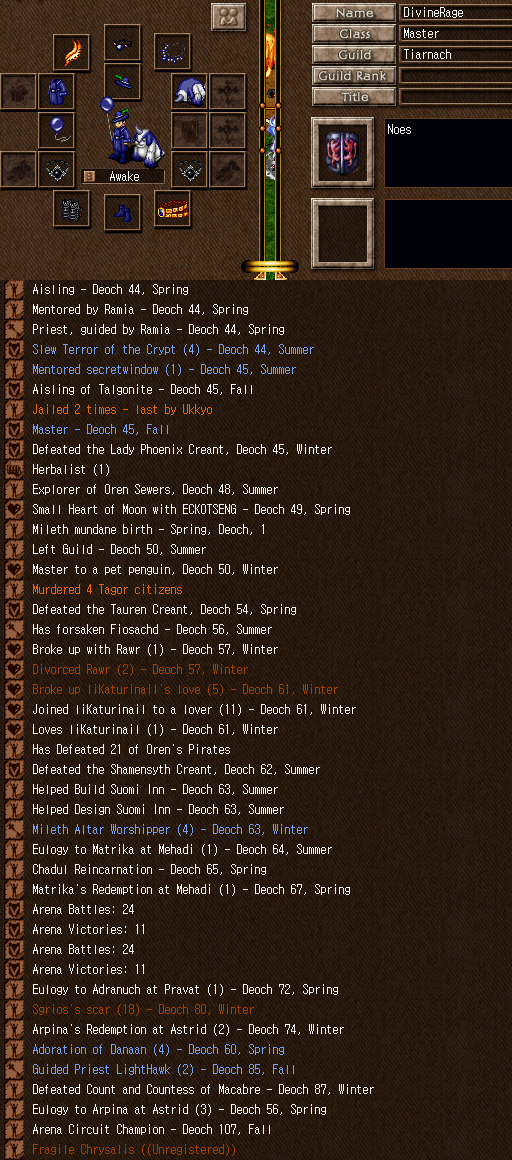 Name DivineRage
Class Master
Guild Tiarnach
Guild Rank
Title
Noes
Awake
Aisling - Deoch 44, Spring
Mentored by Ramia - Deoch 44, Spring
Priest, guided by Ramia - Deoch 44, Spring
Slew Terror of the Crypt (4) - Deoch 44, Summer
Mentored secretwindow (1) - Deoch 45, Summer
Aisling of Talgonite - Deoch 45, Fall
Jailed 2 times - last by Ukkyo
Master - Deoch 45, Fall
Defeated the Lady Phoenix Creant, Deoch 45, Winter
Herbalist (1)
Explorer of Oren Sewers, Deoch 48, Summer
Small Heart of Moon with ECKOTSENG - Deoch 49, Spring
Mileth mundane birth - Spring, Deoch, 1
Left Guild - Deoch 50, Summer
Master to a pet penguin, Deoch 50, Winter
Murdered 4 Tagor citizens
Defeated the Tauren Creant, Deoch 54, Spring
Has forsaken Fiosachd - Deoch 56, Summer
Broke up with Rawr (1) - Deoch 57, Winter
Divorced Rawr (2) - Deoch 57, Winter
Broke up liKaturinail's love (5) - Deoch 61, Winter
Joined liKaturinail to a lover (11) - Deoch 61, Winter
Loves liKaturinail (1) - Deoch 61, Winter
Has Defeated 21 of Oren's Pirates
Defeated the Shamensyth Creant, Deoch 62, Summer
Helped Build Suomi Inn - Deoch 63, Summer
Helped Design Suomi Inn - Deoch 63, Summer
Mileth Altar Worshipper (4) - Deoch 63, Winter
Eulogy to Matrika at Mehadi (1) - Deoch 64, Summer
Chadul Reincarnation - Deoch 65, Spring
Matrika's Redemption at Mehadi (1) - Deoch 67, Spring
Arena Battles: 24
Arena Victories: 11
Arena Battles: 24
Arena Victories: 11
Eulogy to Adranuch at Pravat (1) - Deoch 72, Spring
Sgrios's scar (18) - Deoch 80, Winter
Arpina's Redemption at Astrid (2) - Deoch 74, Winter
Adoration of Danaan (4) - Deoch 60, Spring
Guided Priest LightHawk (2) - Deoch 85, Fall
Defeated Count and Countess of Macabre - Deoch 87, Winter
Eulogy to Arpina at Astrid (3) - Deoch 56, Spring
Arena Circuit Champion - Deoch 107, Fall
Fragile Chrysalis ((Unregistered))